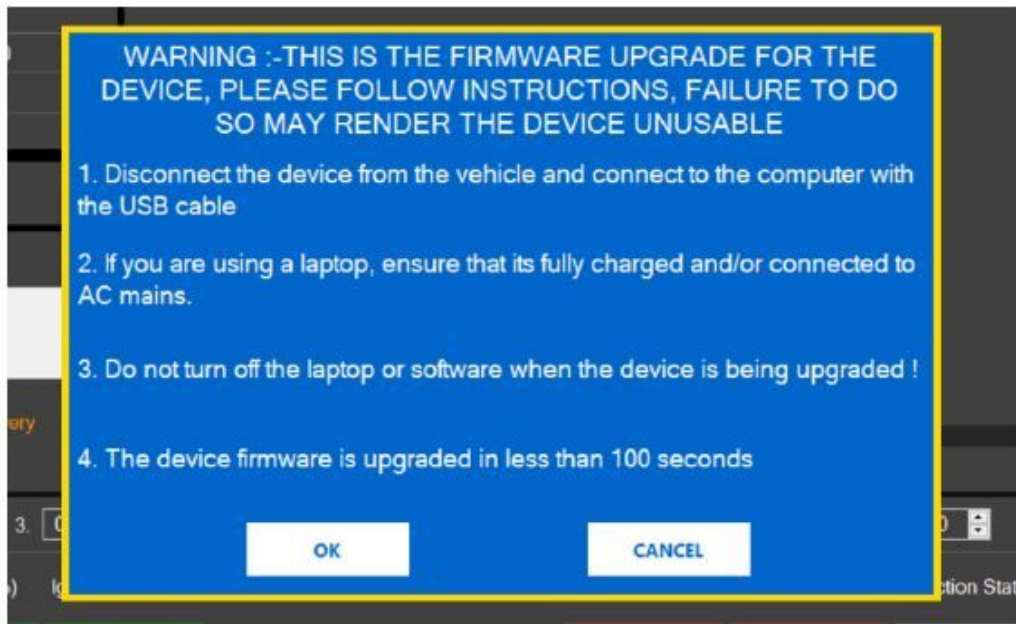 WARNING :-THIS IS THE FIRMWARE UPGRADE FOR THE
DEVICE, PLEASE FOLLOW INSTRUCTIONS, FAILURE TO DO
SO MAY RENDER THE DEVICE UNUSABLE
1. Disconnect the device from the vehicle and connect to the computer with
the USB cable
2. If you are using a laptop, ensure that its fully charged and/or connected to
AC mains.
3. Do not turn off the laptop or software when the device is being upgraded !
ery
4. The device firmware is upgraded in less than 100 seconds
3.
OK
CANCEL
ction Stat